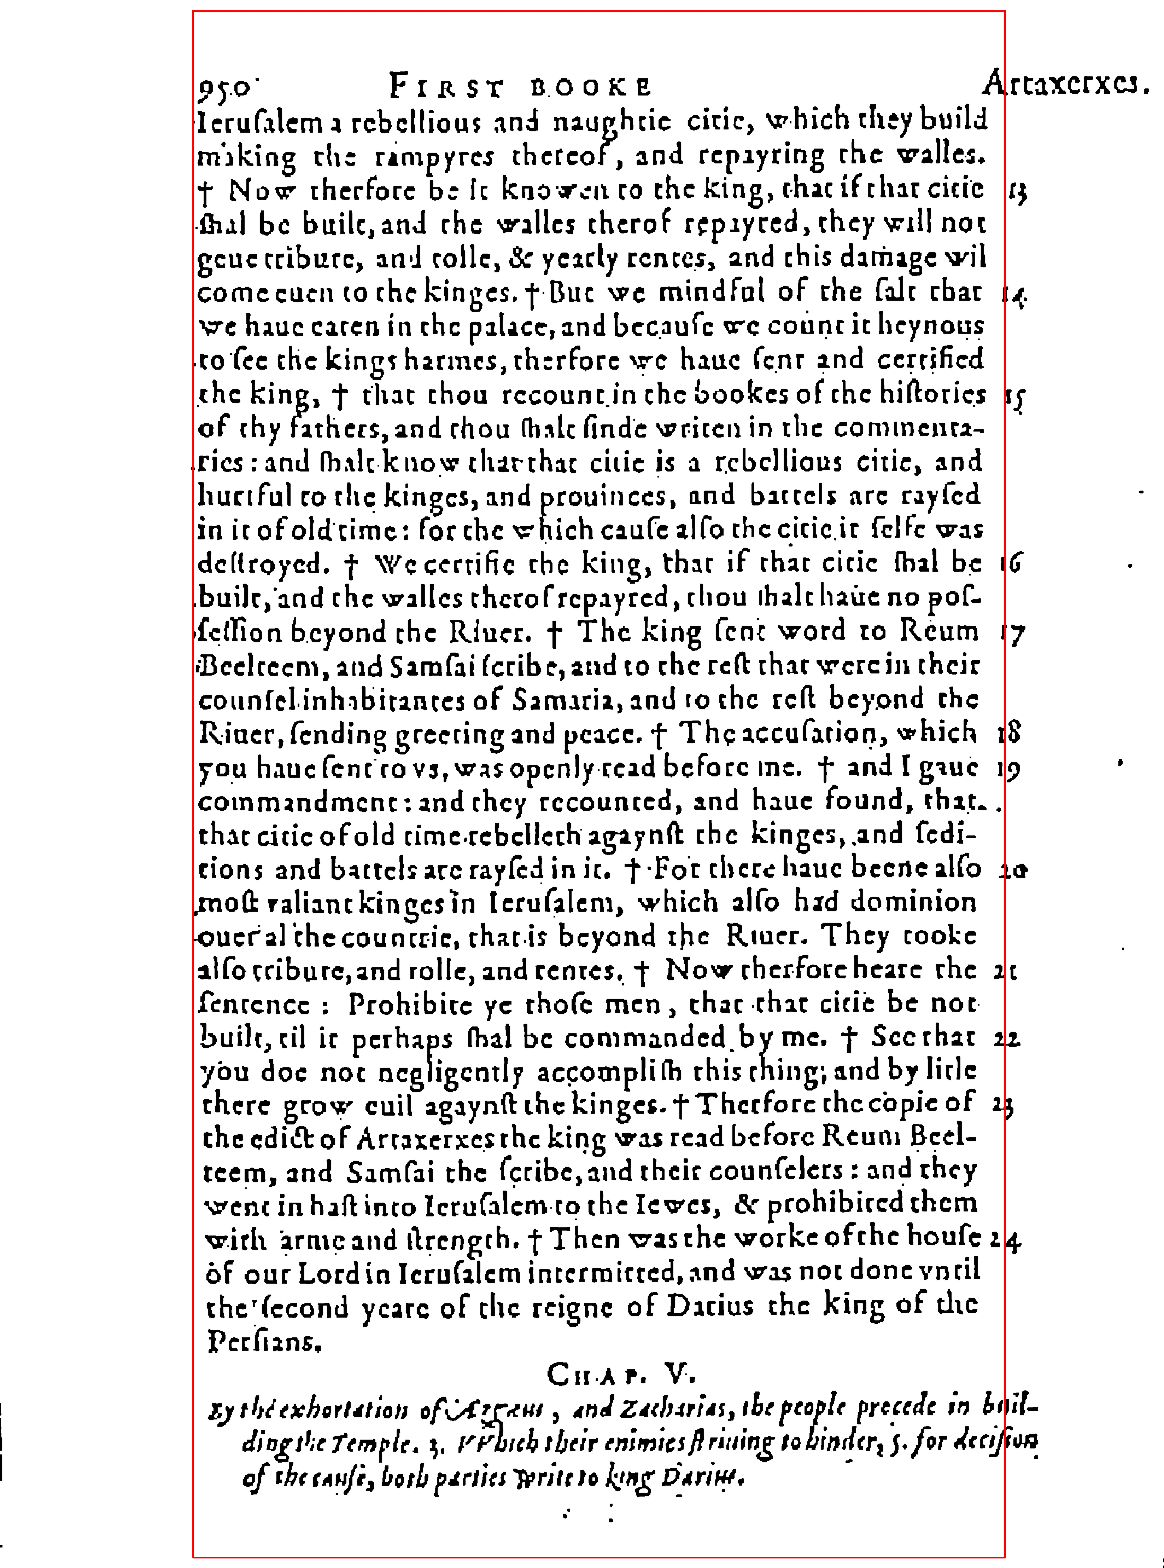 950 FIRST BOOKE Artaxerxes.
Ieruſalem a rebellious and naughtie citie, which they build
making the rampyres thereof, and repayring the walles.
† Now therfore be it knowen to the king, that if that citie 13
ſhal be built, and the walles therof repayred, they will not
geue tribute, and tolle, & yearly rentes, and this damage wil
come euen to the kinges. † But we mindful of the ſalt that 14
we haue eaten in the palace, and becauſe we count it heynous
to ſee the kings harmes, therfore we haue ſent and certified
the king, † that thou recount in the bookes of the hiſtories 15
of thy fathers, and thou ſhalt finde writen in the commenta-
ries: and ſhalt know that that citie is a rebellious citie, and
hurtful to the kinges, and prouinces, and battels are rayſed
in it of old time: for the which cauſe alſo the citie it ſelfe was
deſtroyed. † We certifie the king, that if that citie ſhal be 16
built, and the walles therof repayred, thou ſhalt haue no poſ-
ſeſſion beyond the Riuer. † The king ſent word to Reum 17
Beelteem, and Samſai ſcribe, and to the reſt that were in their
counſel inhabitantes of Samaria, and to the reſt beyond the
Riuer, ſending greeting and peace. † The accuſation, which 18
you haue ſent to vs, was openly read before me. † and I gaue 19
commandment: and they recounted, and haue found, that
that citie of old time rebelleth agaynſt the kinges, and ſedi-
tions and battels are rayſed in it. † For there haue beene alſo 20
moſt valiant kinges in Ieruſalem, which alſo had dominion
ouer al the countrie, that is beyond the Riuer. They tooke
alſo tribute, and tolle, and rentes. † Now therfore heare the 21
ſentence : Prohibite ye thoſe men, that that citie be not
built, til it perhaps ſhal be commanded by me. † See that 22
you doe not negligently accompliſh this thing, and by litle
there grow euil agaynſt the kinges. † Therfore the copie of 23
the edict of Artaxerxes the king was read before Reum Beel-
teem, and Samſai the ſcribe, and their counſelers: and they
went in haſt into Ieruſalem to the Iewes, & prohibited them
with arme and ſtrength. † Then was the worke of the houſe 24
of our Lord in Ieruſalem intermitted, and was not done vntil
the ſecond yeare of the reigne of Darius the king of the
Perſians.
CHAP. V.
By the exhortation of Aggæus, and Zacharias, the people precede in buil-
ding the Temple. 3. VVhich their enimies ſtriuing to hinder, 5. for deciſion
of the cauſe, both parties write to king Darius.